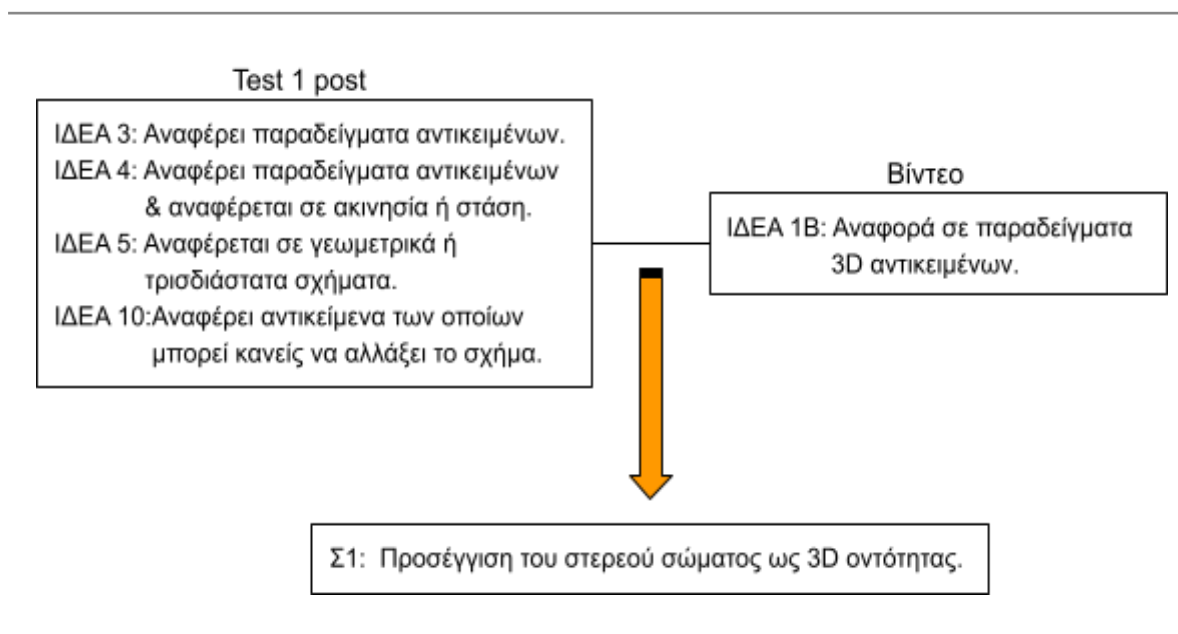 Test 1 post
ΙΔΕΑ 3: Αναφέρει παραδείγματα αντικειμένων.
ΙΔΕΑ 4: Αναφέρει παραδείγματα αντικειμένων
& αναφέρεται σε ακινησία ή στάση.
ΙΔΕΑ 5: Αναφέρεται σε γεωμετρικά ή
τρισδιάστατα σχήματα.
ΙΔΕΑ 10:Αναφέρει αντικείμενα των οποίων
μπορεί κανείς να αλλάξει το σχήμα.
Βίντεο
ΙΔΕΑ 1Β: Αναφορά σε παραδείγματα
3D αντικειμένων.
Σ1: Προσέγγιση του στερεού σώματος ως 3D οντότητας.